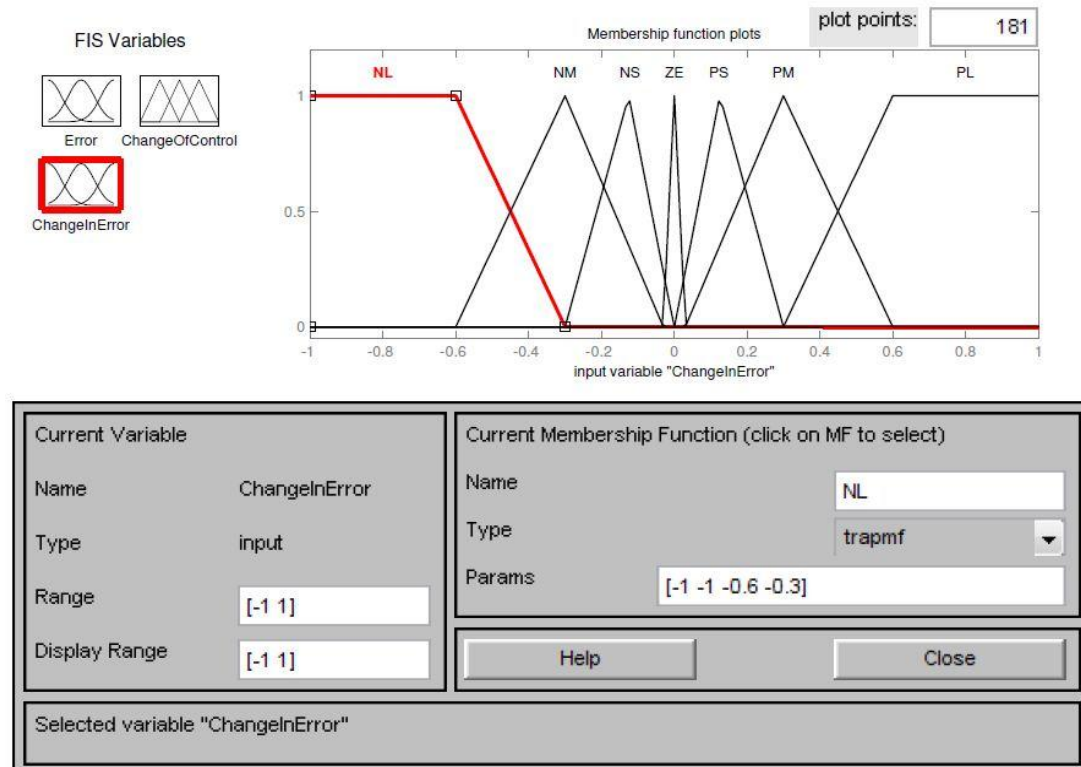 FIS Variables
Membership function plots
plot points:
181
Error
ChangeOfControl
ChangeInError
NL
NM
NS
ZE
PS
PM
PL
1
0.5
0
-1
-0.8
-0.6
-0.4
-0.2
0
0.2
0.4
0.6
0.8
1
input variable "ChangeInError"
Current Variable
Name ChangeInError
Type input
Range [-1 1]
Display Range [-1 1]
Current Membership Function (click on MF to select)
Name NL
Type trapmf
Params [-1 -1 -0.6 -0.3]
Help
Close
Selected variable "ChangeInError"